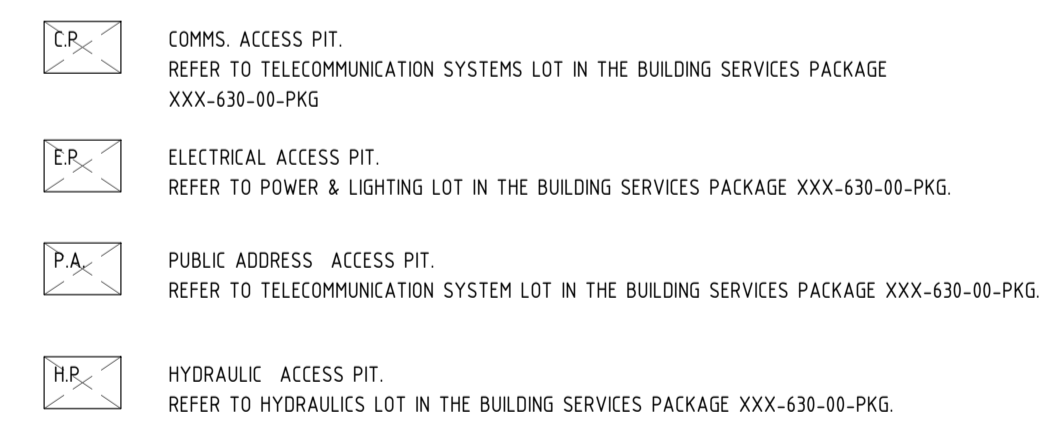 C.P. COMMS. ACCESS PIT.
REFER TO TELECOMMUNICATION SYSTEMS LOT IN THE BUILDING SERVICES PACKAGE
XXX-630-00-PKG
E.P. ELECTRICAL ACCESS PIT.
REFER TO POWER & LIGHTING LOT IN THE BUILDING SERVICES PACKAGE XXX-630-00-PKG.
P.A. PUBLIC ADDRESS ACCESS PIT.
REFER TO TELECOMMUNICATION SYSTEM LOT IN THE BUILDING SERVICES PACKAGE XXX-630-00-PKG.
H.P. HYDRAULIC ACCESS PIT.
REFER TO HYDRAULICS LOT IN THE BUILDING SERVICES PACKAGE XXX-630-00-PKG.